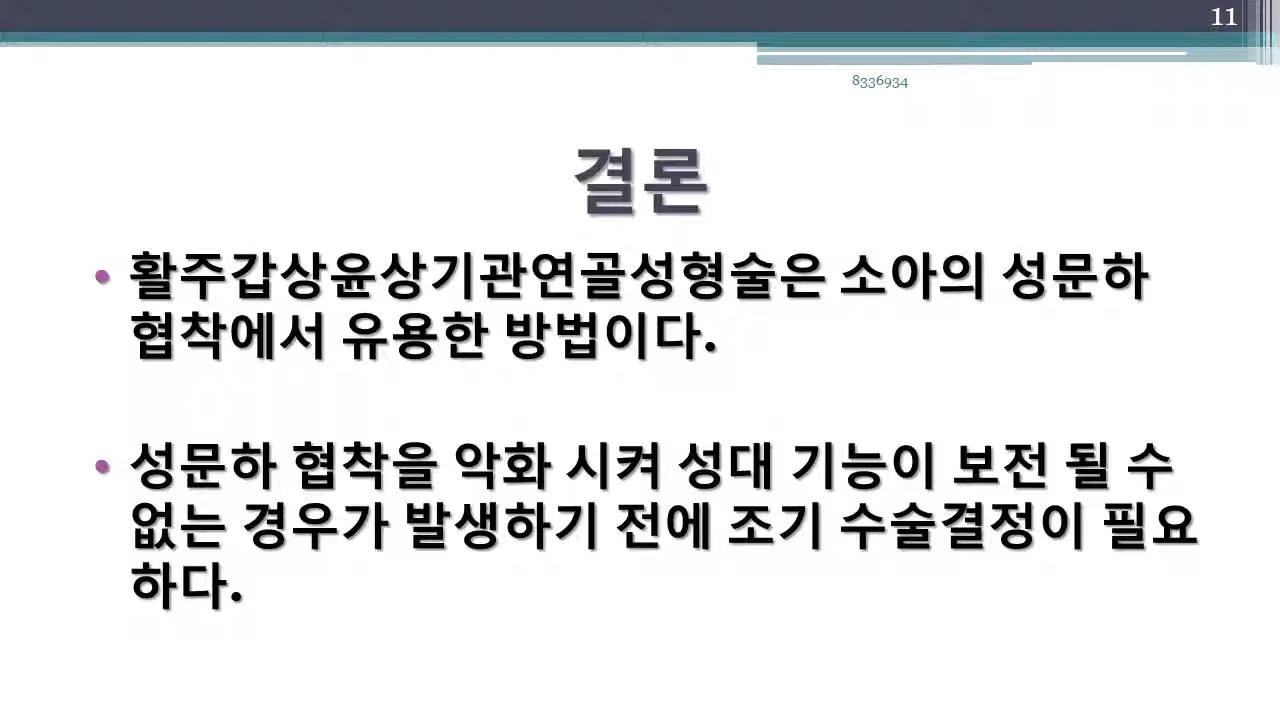 11
8336934
결론
• 활주갑상윤상기관연골성형술은 소아의 성문하
협착에서 유용한 방법이다.
• 성문하 협착을 악화 시켜 성대 기능이 보전 될 수
없는 경우가 발생하기 전에 조기 수술결정이 필요
하다.